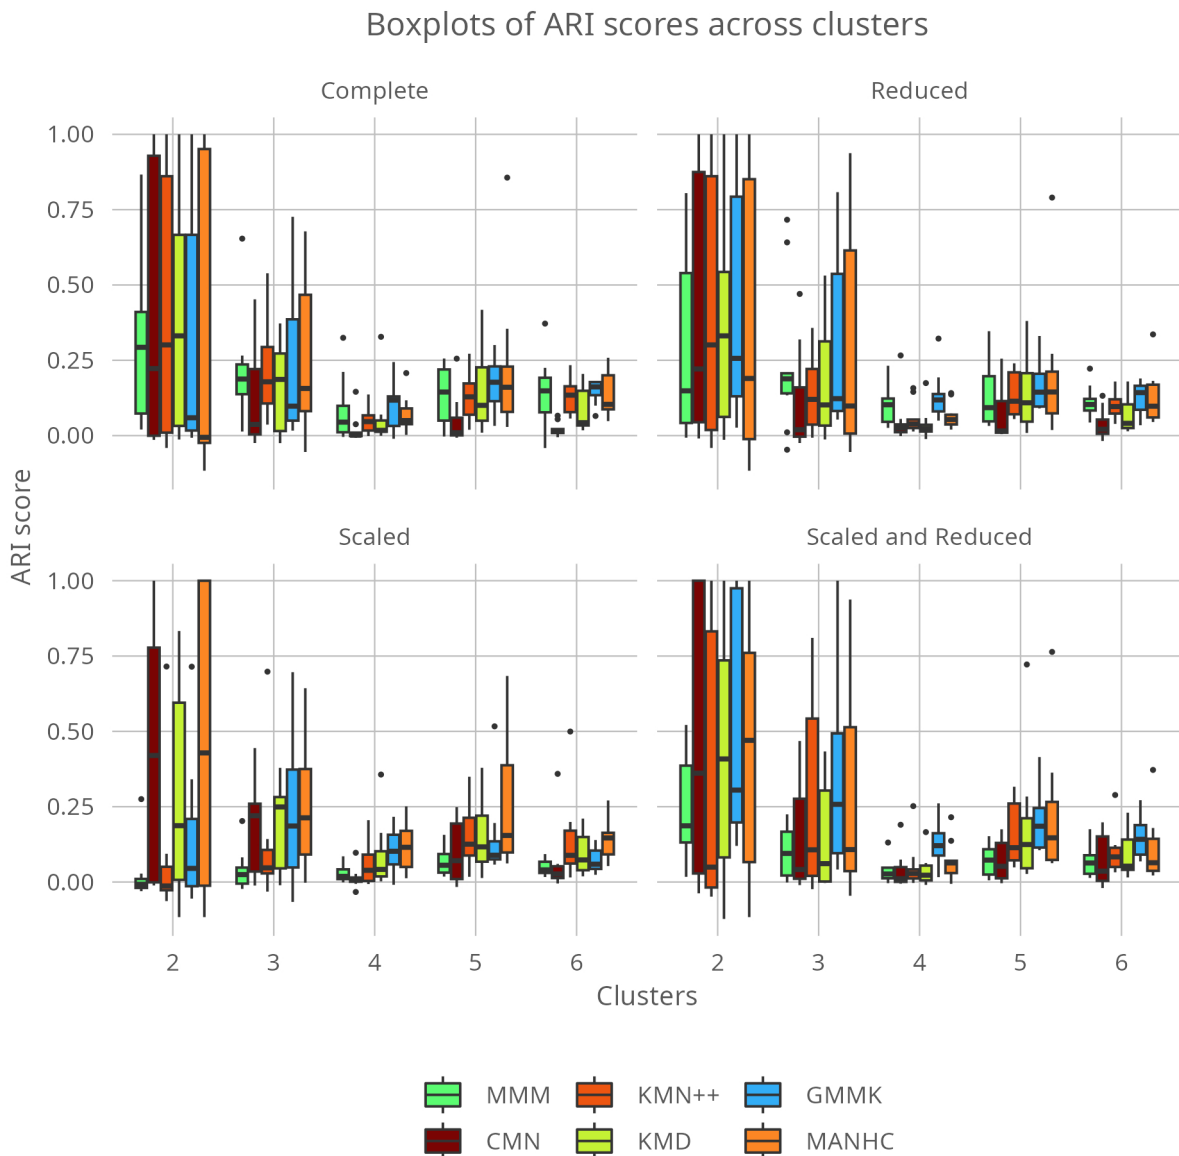 Boxplots of ARI scores across clusters
Complete
Reduced
1.00
0.75
0.50
0.25
0.00
Scaled
Scaled and Reduced
ARI score
1.00
0.75
0.50
0.25
0.00
2 3 4 5 6
2 3 4 5 6
Clusters
MMM KMN++ GMMK
CMN KMD MANHC